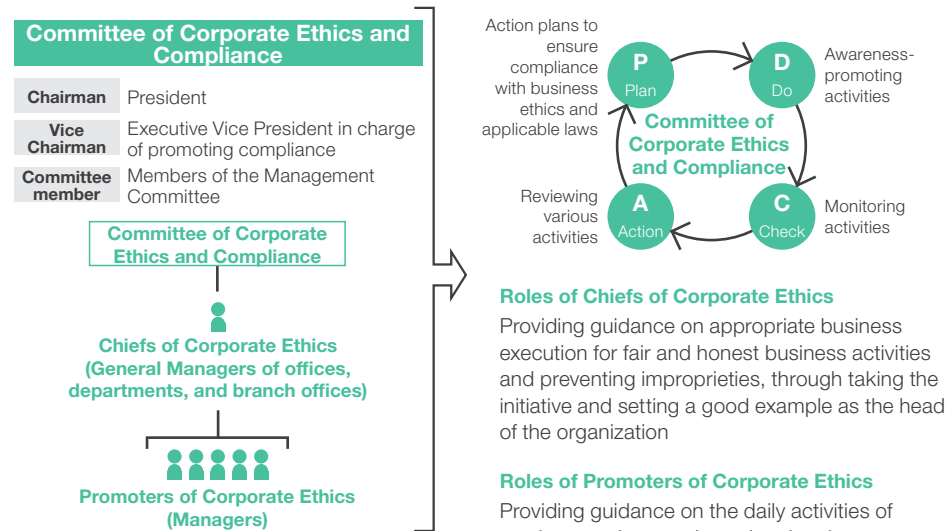 Committee of Corporate Ethics and
Compliance
Chairman President
Vice
Chairman
Executive Vice President in charge
of promoting compliance
Committee
member
Members of the Management
Committee
Committee of Corporate
Ethics and Compliance
Chiefs of Corporate Ethics
(General Managers of offices,
departments, and branch offices)
Promoters of Corporate Ethics
(Managers)
Action plans to
ensure
compliance
with business
ethics and
applicable laws
P
Plan
D
Do
Awareness-
promoting
activities
Committee of
Corporate Ethics
and Compliance
Reviewing
various
activities
A
Action
C
Check
Monitoring
activities
Roles of Chiefs of Corporate Ethics
Providing guidance on appropriate business
execution for fair and honest business activities
and preventing improprieties, through taking the
initiative and setting a good example as the head
of the organization
Roles of Promoters of Corporate Ethics
Providing guidance on the daily activities of